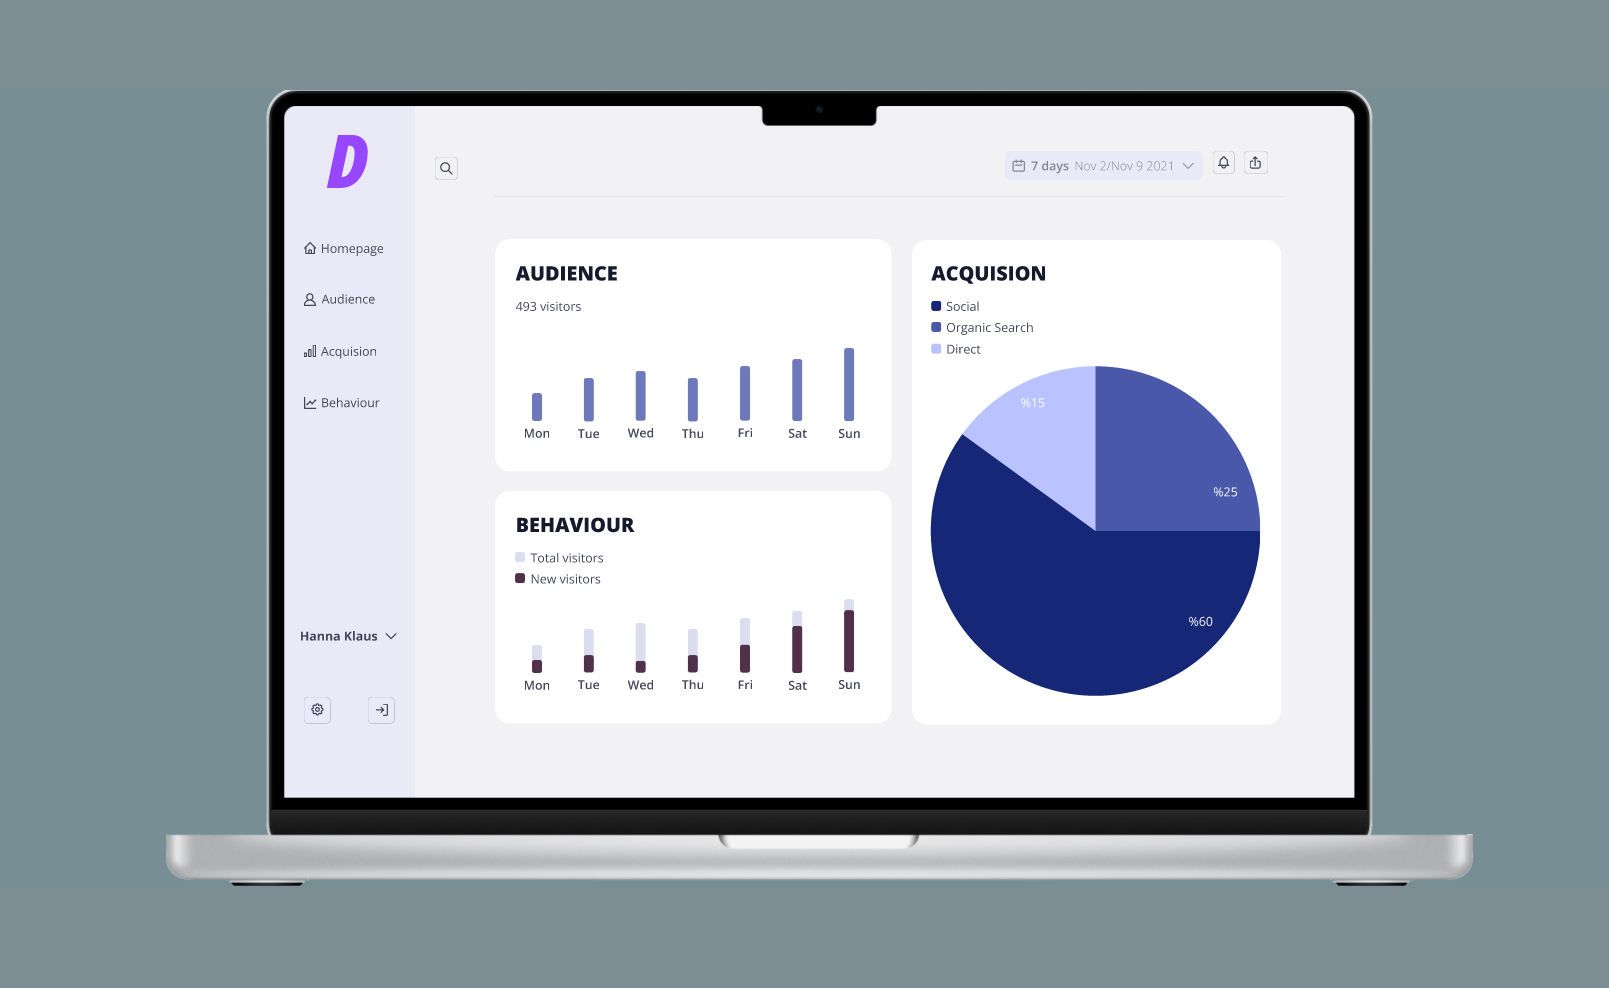 D
Homepage
Audience
Acquision
Behaviour
Hanna Klaus
7 days Nov 2/Nov 9 2021
AUDIENCE
493 visitors
Mon Tue Wed Thu Fri Sat Sun
BEHAVIOUR
Total visitors
New visitors
Mon Tue Wed Thu Fri Sat Sun
ACQUISION
Social
Organic Search
Direct
%15
%25
%60